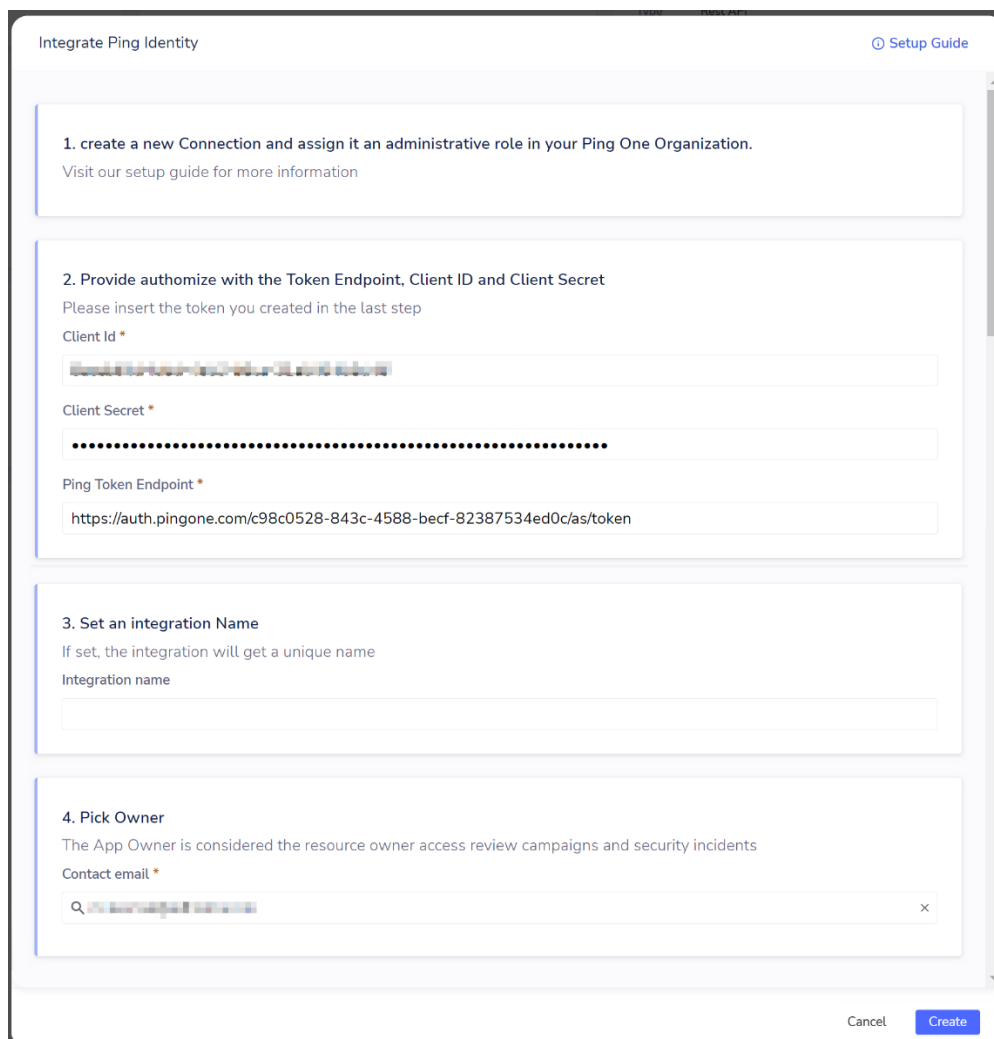 Type Rest API
Integrate Ping Identity
Setup Guide
1. create a new Connection and assign it an administrative role in your Ping One Organization.
Visit our setup guide for more information
2. Provide authomize with the Token Endpoint, Client ID and Client Secret
Please insert the token you created in the last step
Client Id *
Client Secret *
Ping Token Endpoint *
https://auth.pingone.com/c98c0528-843c-4588-becf-82387534ed0c/as/token
3. Set an integration Name
If set, the integration will get a unique name
Integration name
4. Pick Owner
The App Owner is considered the resource owner access review campaigns and security incidents
Contact email *
Cancel
Create